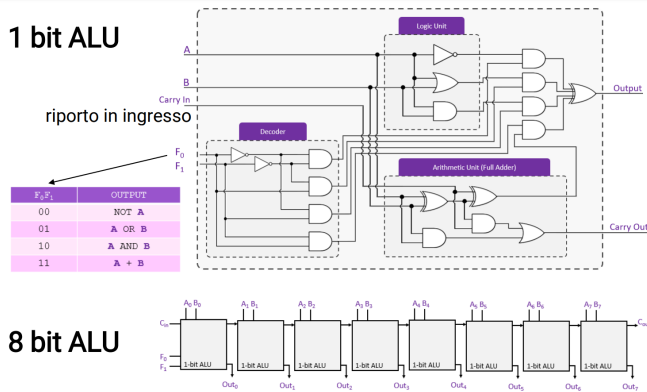 1 bit ALU
Logic Unit
A
B
Carry In
Output
riporto in ingresso
Decoder
F0
F1
Arithmetic Unit (Full Adder)
Carry Out
F0F1 OUTPUT
00 NOT A
01 A OR B
10 A AND B
11 A + B
8 bit ALU
A0 B0 A1 B1 A2 B2 A3 B3 A4 B4 A5 B5 A6 B6 A7 B7
Cin
F0
F1
1-bit ALU 1-bit ALU 1-bit ALU 1-bit ALU 1-bit ALU 1-bit ALU 1-bit ALU 1-bit ALU
Out0 Out1 Out2 Out3 Out4 Out5 Out6 Out7